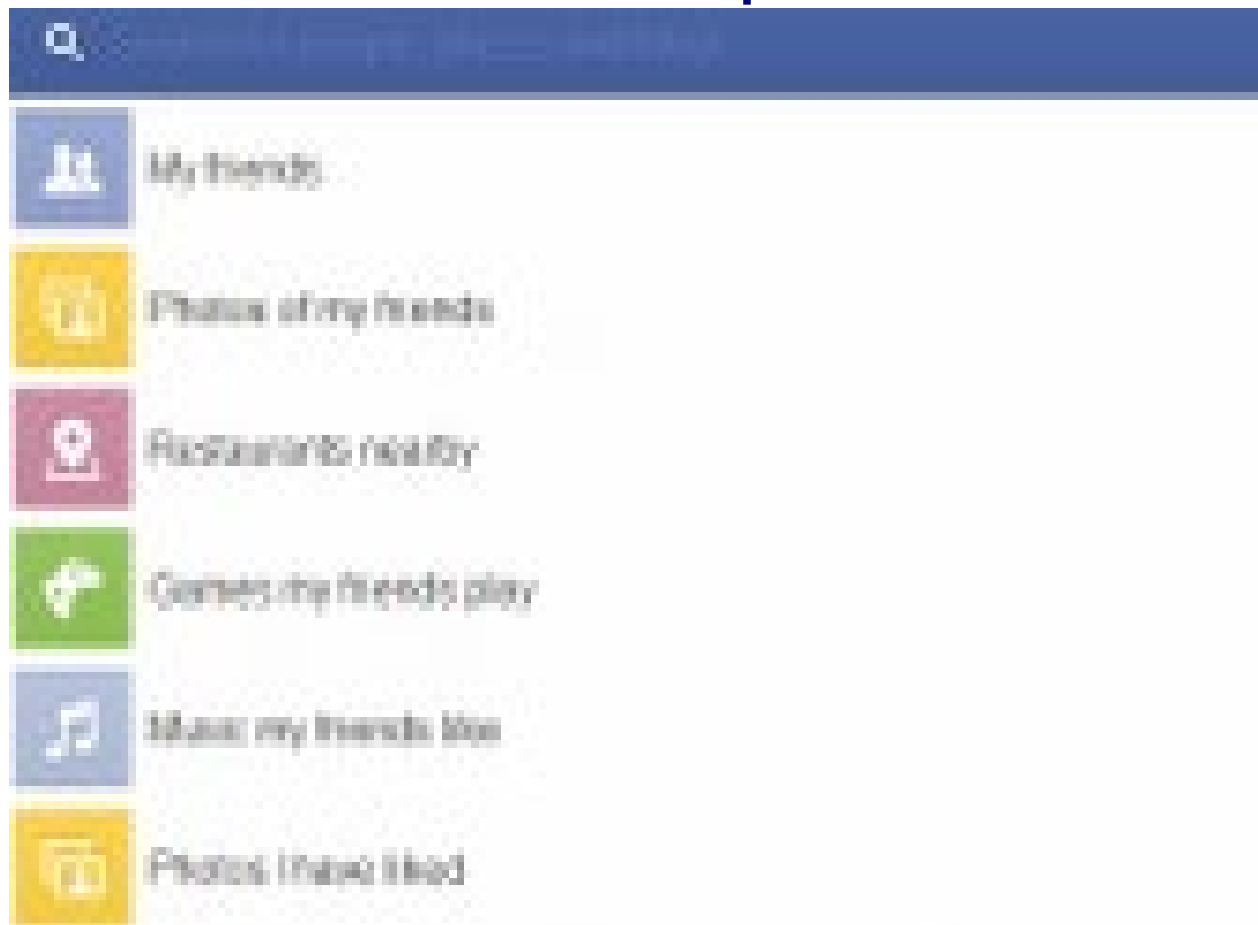 My friends
Photos of my friends
Restaurants nearby
Games my friends play
Music my friends like
Photos I have liked